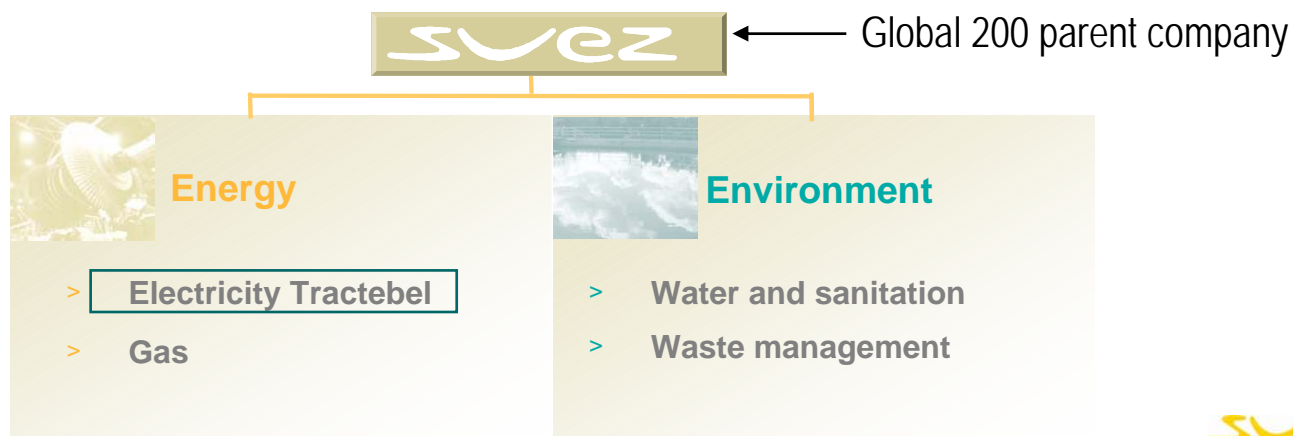 suez
Global 200 parent company
Energy
> Electricity Tractebel
> Gas
Environment
> Water and sanitation
> Waste management